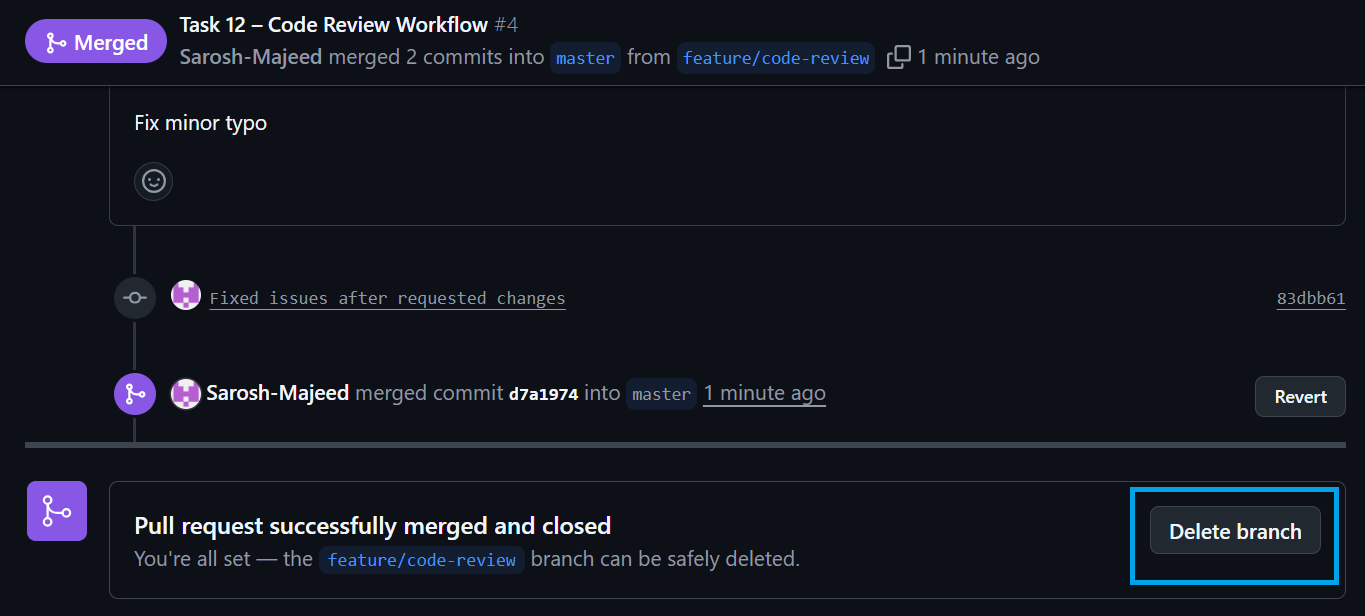 Merged
Task 12 – Code Review Workflow #4
Sarosh-Majeed merged 2 commits into master from feature/code-review 1 minute ago
Fix minor typo
Fixed issues after requested changes 83dbb61
Sarosh-Majeed merged commit d7a1974 into master 1 minute ago Revert
Pull request successfully merged and closed
You're all set — the feature/code-review branch can be safely deleted.
Delete branch